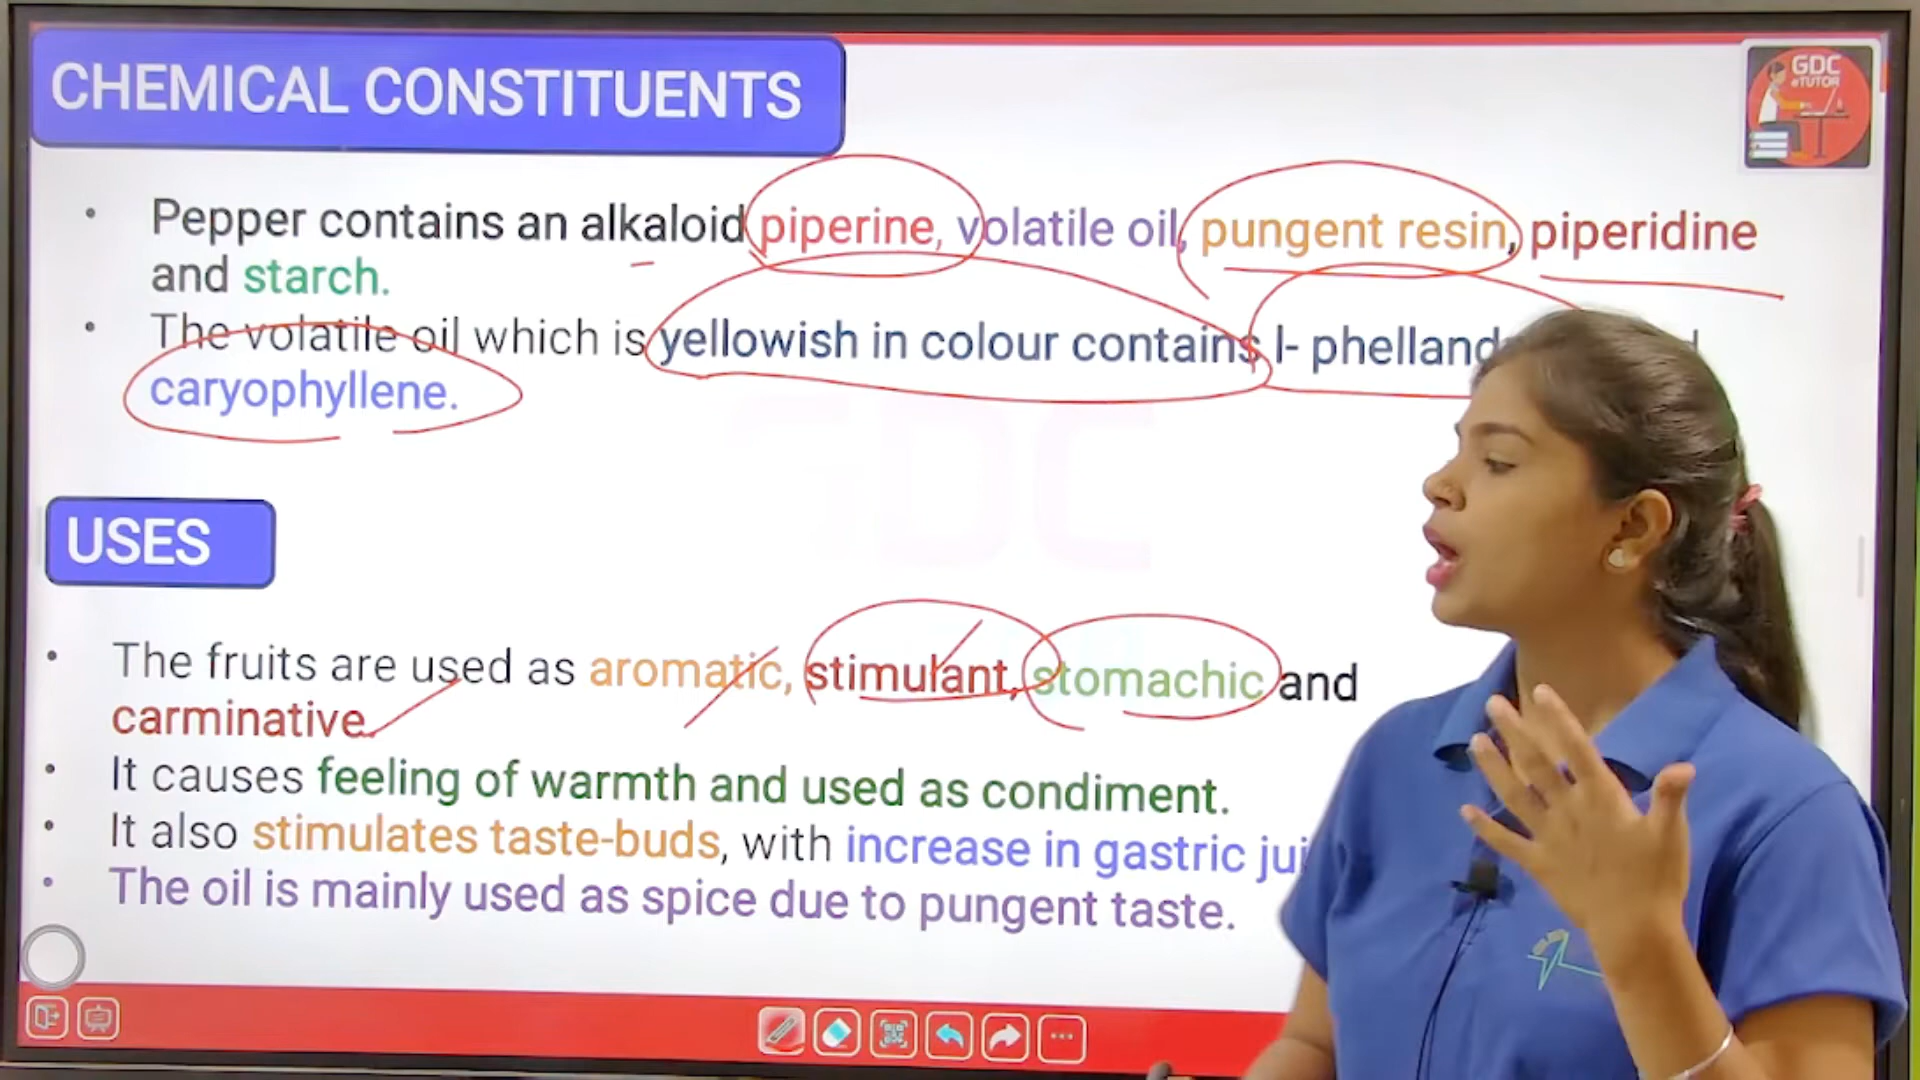 CHEMICAL CONSTITUENTS
GDC
eTUTOR
• Pepper contains an alkaloid piperine, volatile oil, pungent resin, piperidine
and starch.
• The volatile oil which is yellowish in colour contains l- phelland
caryophyllene.
GDC
USES
• The fruits are used as aromatic, stimulant, stomachic and
carminative.
• It causes feeling of warmth and used as condiment.
• It also stimulates taste-buds, with increase in gastric jui
• The oil is mainly used as spice due to pungent taste.